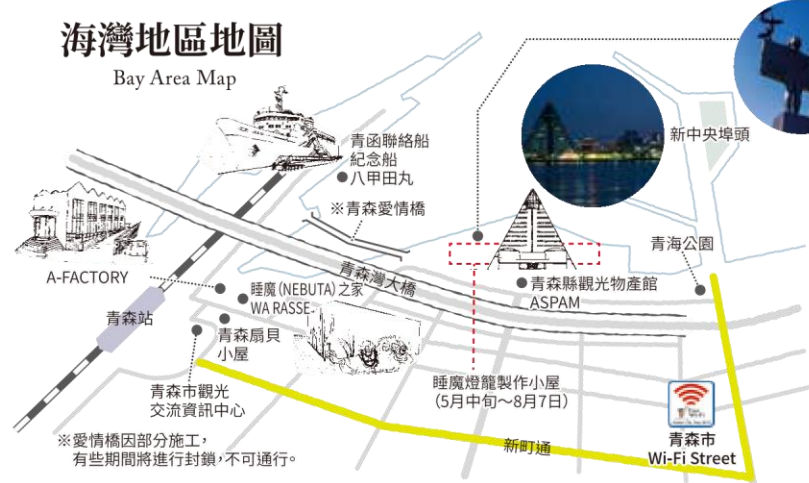 海灣地區地圖
Bay Area Map
青函聯絡船
紀念船
八甲田丸
※青森愛情橋
新中央埠頭
青海公園
A-FACTORY
青森灣大橋
睡魔(NEBUTA)之家
WA RASSE
青森縣觀光物產館
ASPAM
青森站
青森扇貝
小屋
青森市觀光
交流資訊中心
睡魔燈籠製作小屋
(5月中旬～8月7日)
新町通
青森市
Wi-Fi Street
※愛情橋因部分施工，
有些期間將進行封鎖，不可通行。